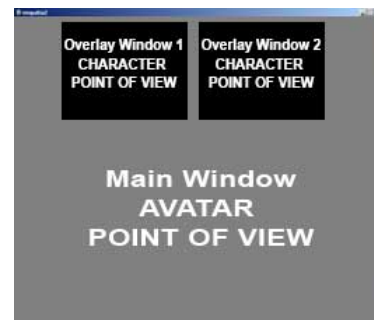 Overlay Window 1
CHARACTER
POINT OF VIEW
Overlay Window 2
CHARACTER
POINT OF VIEW
Main Window
AVATAR
POINT OF VIEW